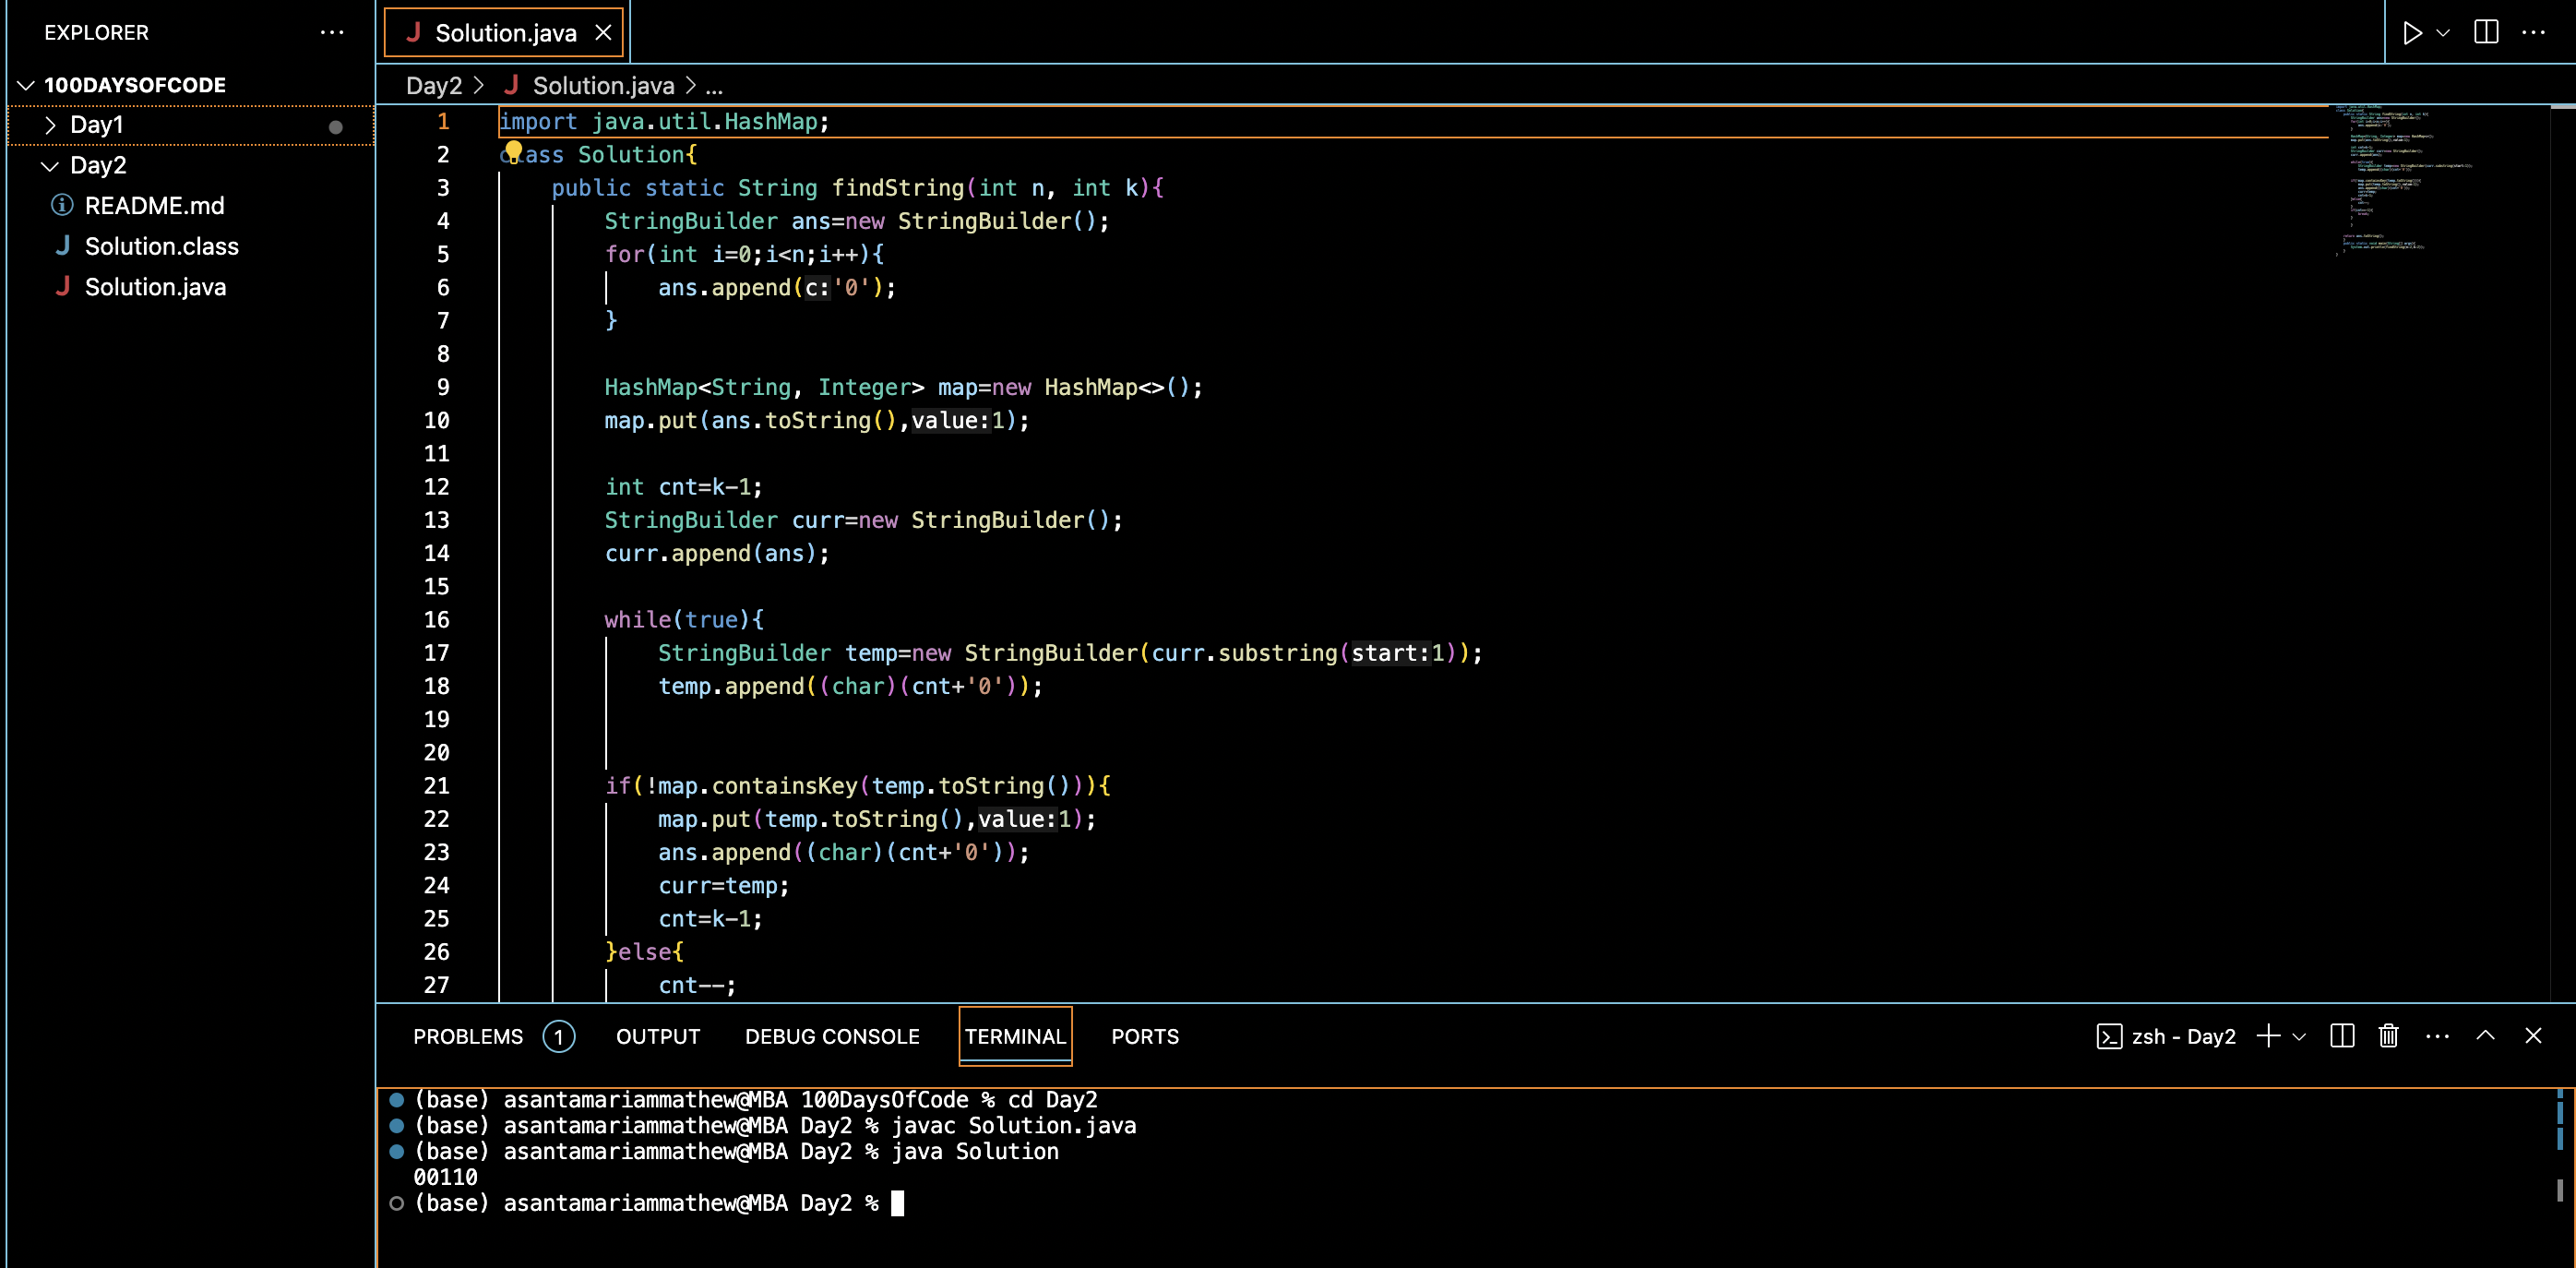 EXPLORER
100DAYSOFCODE
Day1
Day2
README.md
Solution.class
Solution.java
Solution.java
Day2 > Solution.java > ...
1 import java.util.HashMap;
2 class Solution{
3 public static String findString(int n, int k){
4 StringBuilder ans=new StringBuilder();
5 for(int i=0;i<n;i++){
6 ans.append(c:'0');
7 }
8
9 HashMap<String, Integer> map=new HashMap<>();
10 map.put(ans.toString(),value:1);
11
12 int cnt=k-1;
13 StringBuilder curr=new StringBuilder();
14 curr.append(ans);
15
16 while(true){
17 StringBuilder temp=new StringBuilder(curr.substring(start:1));
18 temp.append((char)(cnt+'0'));
19
20
21 if(!map.containsKey(temp.toString())){
22 map.put(temp.toString(),value:1);
23 ans.append((char)(cnt+'0'));
24 curr=temp;
25 cnt=k-1;
26 }else{
27 cnt--;
PROBLEMS 1 OUTPUT DEBUG CONSOLE TERMINAL PORTS
zsh - Day2
(base) asantamariammathew@MBA 100DaysOfCode % cd Day2
(base) asantamariammathew@MBA Day2 % javac Solution.java
(base) asantamariammathew@MBA Day2 % java Solution
00110
(base) asantamariammathew@MBA Day2 %